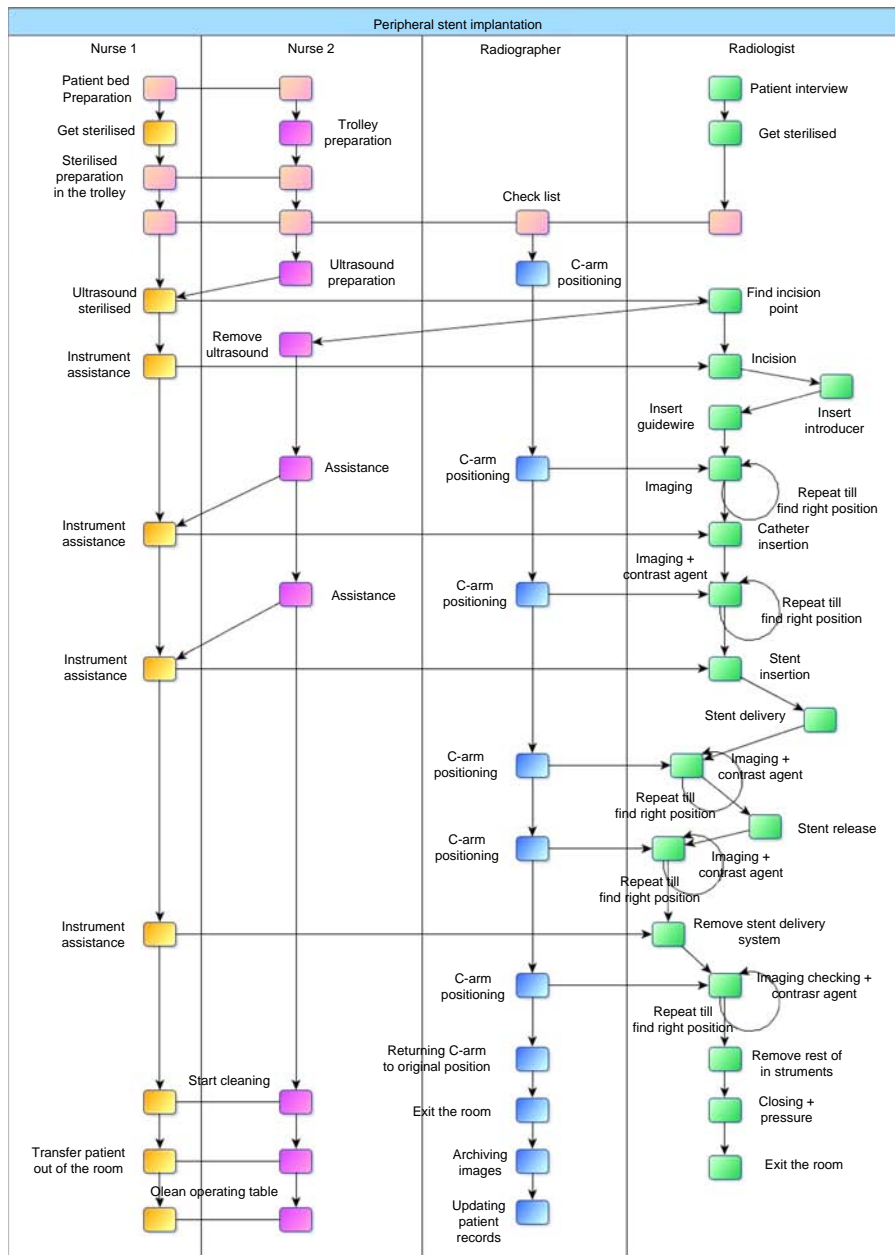 Peripheral stent implantation
Nurse 1
Nurse 2
Radiographer
Radiologist
Patient bed
Preparation
Patient interview
Get sterilised
Trolley
preparation
Get sterilised
Sterilised
preparation
in the trolley
Check list
Ultrasound
preparation
C-arm
positioning
Ultrasound
sterilised
Find incision
point
Remove
ultrasound
Instrument
assistance
Incision
Insert
guidewire
Insert
introducer
Assistance
C-arm
positioning
Imaging
Repeat till
find right position
Instrument
assistance
Catheter
insertion
Imaging +
contrast agent
Assistance
C-arm
positioning
Repeat till
find right position
Instrument
assistance
Stent
insertion
Stent delivery
C-arm
positioning
Imaging +
contrast agent
Repeat till
find right position
Stent release
C-arm
positioning
Imaging +
contrast agent
Repeat till
find right position
Instrument
assistance
Remove stent delivery
system
C-arm
positioning
Imaging checking +
contrasr agent
Repeat till
find right position
Returning C-arm
to original position
Remove rest of
in struments
Start cleaning
Exit the room
Closing +
pressure
Transfer patient
out of the room
Archiving
images
Exit the room
Olean operating table
Updating
patient
records